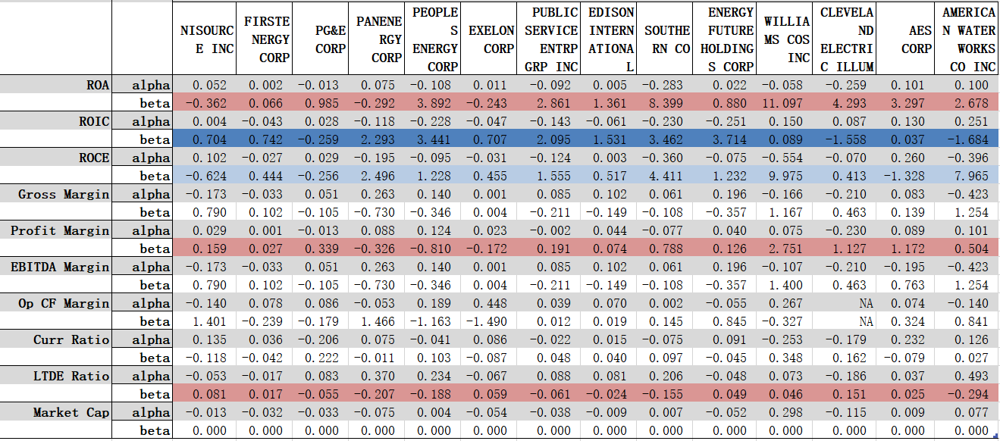 PEOPLE PUBLIC EDISON ENERGY CLEVELA AMERICA
FIRSTE PANENE S SERVICE INTERN FUTURE WILLIA ND N WATER
NISOURC NERGY PG&E RGY ENERGY EXELON ENTRP ATIONA SOUTHE HOLDING MS COS ELECTRI AES WORKS
E INC CORP CORP CORP CORP CORP GRP INC L RN CO S CORP INC C ILLUM CORP CO INC
ROA alpha 0.052 0.002 -0.013 0.075 -0.108 0.011 -0.092 0.005 -0.283 0.022 -0.058 -0.259 0.101 0.100
beta -0.362 0.066 0.985 -0.292 3.892 -0.243 2.861 1.361 8.399 0.880 11.097 4.293 3.297 2.678
ROIC alpha 0.004 -0.043 0.028 -0.118 -0.228 -0.047 -0.143 -0.061 -0.230 -0.251 0.150 0.087 0.130 0.251
beta 0.704 0.742 -0.259 2.293 3.441 0.707 2.095 1.531 3.462 3.714 0.089 -1.558 0.037 -1.684
ROCE alpha 0.102 -0.027 0.029 -0.195 -0.095 -0.031 -0.124 0.003 -0.360 -0.075 -0.554 -0.070 0.260 -0.396
beta -0.624 0.444 -0.256 2.496 1.228 0.455 1.555 0.517 4.411 1.232 9.975 0.413 -1.328 7.965
Gross Margin alpha -0.173 -0.033 0.051 0.263 0.140 0.001 0.085 0.102 0.061 0.196 -0.166 -0.210 0.083 -0.423
beta 0.790 0.102 -0.105 -0.730 -0.346 0.004 -0.211 -0.149 -0.108 -0.357 1.167 0.463 0.139 1.254
Profit Margin alpha 0.029 0.001 -0.013 0.088 0.124 0.023 -0.002 0.044 -0.077 0.040 0.075 -0.230 0.089 0.101
beta 0.159 0.027 0.339 -0.326 -0.810 -0.172 0.191 0.074 0.788 0.126 2.751 1.127 1.172 0.504
EBITDA Margin alpha -0.173 -0.033 0.051 0.263 0.140 0.001 0.085 0.102 0.061 0.196 -0.107 -0.210 -0.195 -0.423
beta 0.790 0.102 -0.105 -0.730 -0.346 0.004 -0.211 -0.149 -0.108 -0.357 1.400 0.463 0.763 1.254
Op CF Margin alpha -0.140 0.078 0.086 -0.053 0.189 0.448 0.039 0.070 0.002 -0.055 0.267 NA 0.074 -0.140
beta 1.401 -0.239 -0.179 1.466 -1.163 -1.490 0.012 0.019 0.145 0.845 -0.327 NA 0.324 0.841
Curr Ratio alpha 0.135 0.036 -0.206 0.075 -0.041 0.086 -0.022 0.015 -0.075 0.091 -0.253 -0.179 0.232 0.126
beta -0.118 -0.042 0.222 -0.011 0.103 -0.087 0.048 0.040 0.097 -0.045 0.348 0.162 -0.079 0.027
LTDE Ratio alpha -0.053 -0.017 0.083 0.370 0.234 -0.067 0.088 0.081 0.206 -0.048 0.073 -0.186 0.037 0.493
beta 0.081 0.017 -0.055 -0.207 -0.188 0.059 -0.061 -0.024 -0.155 0.049 0.046 0.151 0.025 -0.294
Market Cap alpha -0.013 -0.032 -0.033 -0.075 0.004 -0.054 -0.038 -0.009 0.007 -0.052 0.298 -0.115 0.009 0.077
beta 0.000 0.000 0.000 0.000 0.000 0.000 0.000 0.000 0.000 0.000 0.000 0.000 0.000 0.000